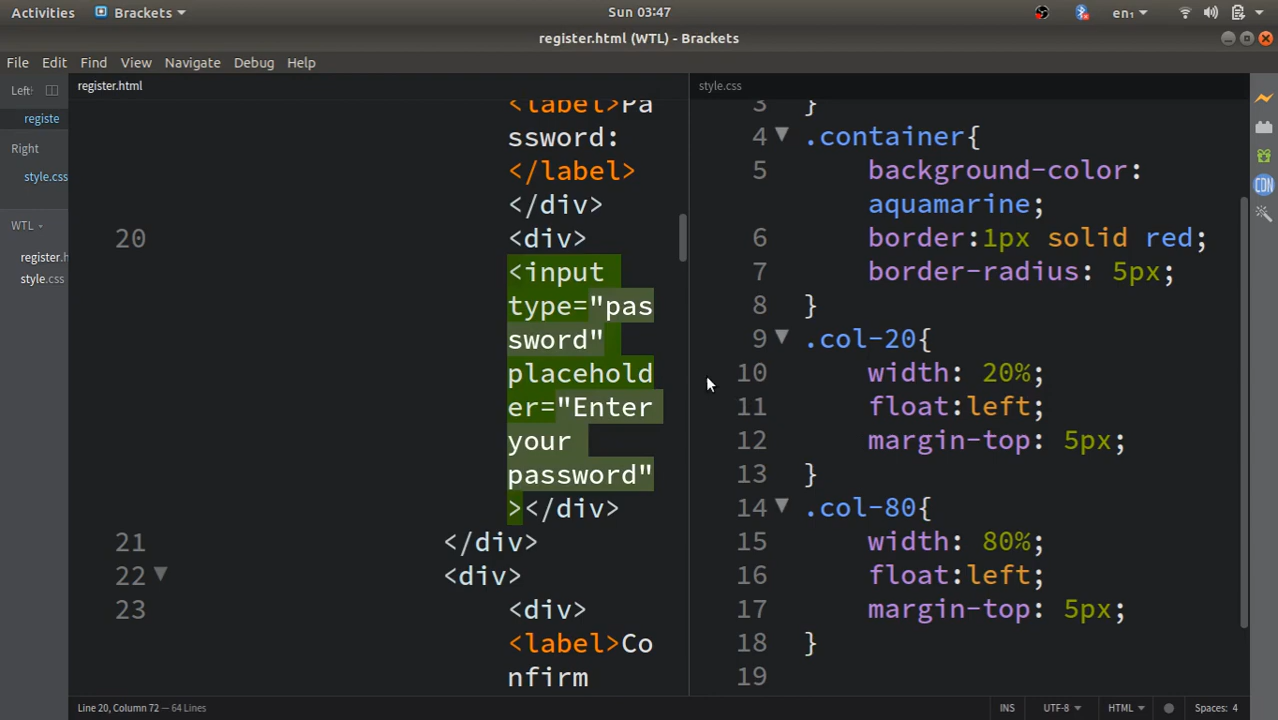 Activities Brackets Sun 03:47 en1
register.html (WTL) - Brackets
File Edit Find View Navigate Debug Help
Left
registe
Right
style.css
WTL
register.h
style.css
register.html
<label>Pa
ssword:
</label>
</div>
20 <div>
<input
type="pas
sword"
placehold
er="Enter
your
password"
></div>
21 </div>
22 <div>
23 <div>
<label>Co
nfirm
style.css
3 }
4 .container{
5 background-color:
aquamarine;
6 border:1px solid red;
7 border-radius: 5px;
8 }
9 .col-20{
10 width: 20%;
11 float:left;
12 margin-top: 5px;
13 }
14 .col-80{
15 width: 80%;
16 float:left;
17 margin-top: 5px;
18 }
19
CDN
Line 20, Column 72 — 64 Lines INS UTF-8 HTML Spaces: 4